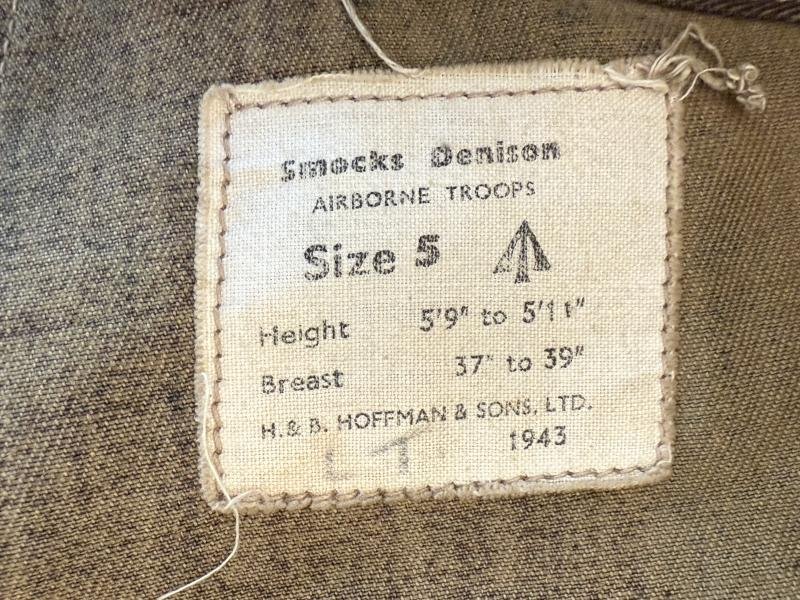 Smocks Denison
AIRBORNE TROOPS
Size 5
Height 5'9" to 5'11"
Breast 37" to 39"
H. & B. HOFFMAN & SONS, LTD.
1943